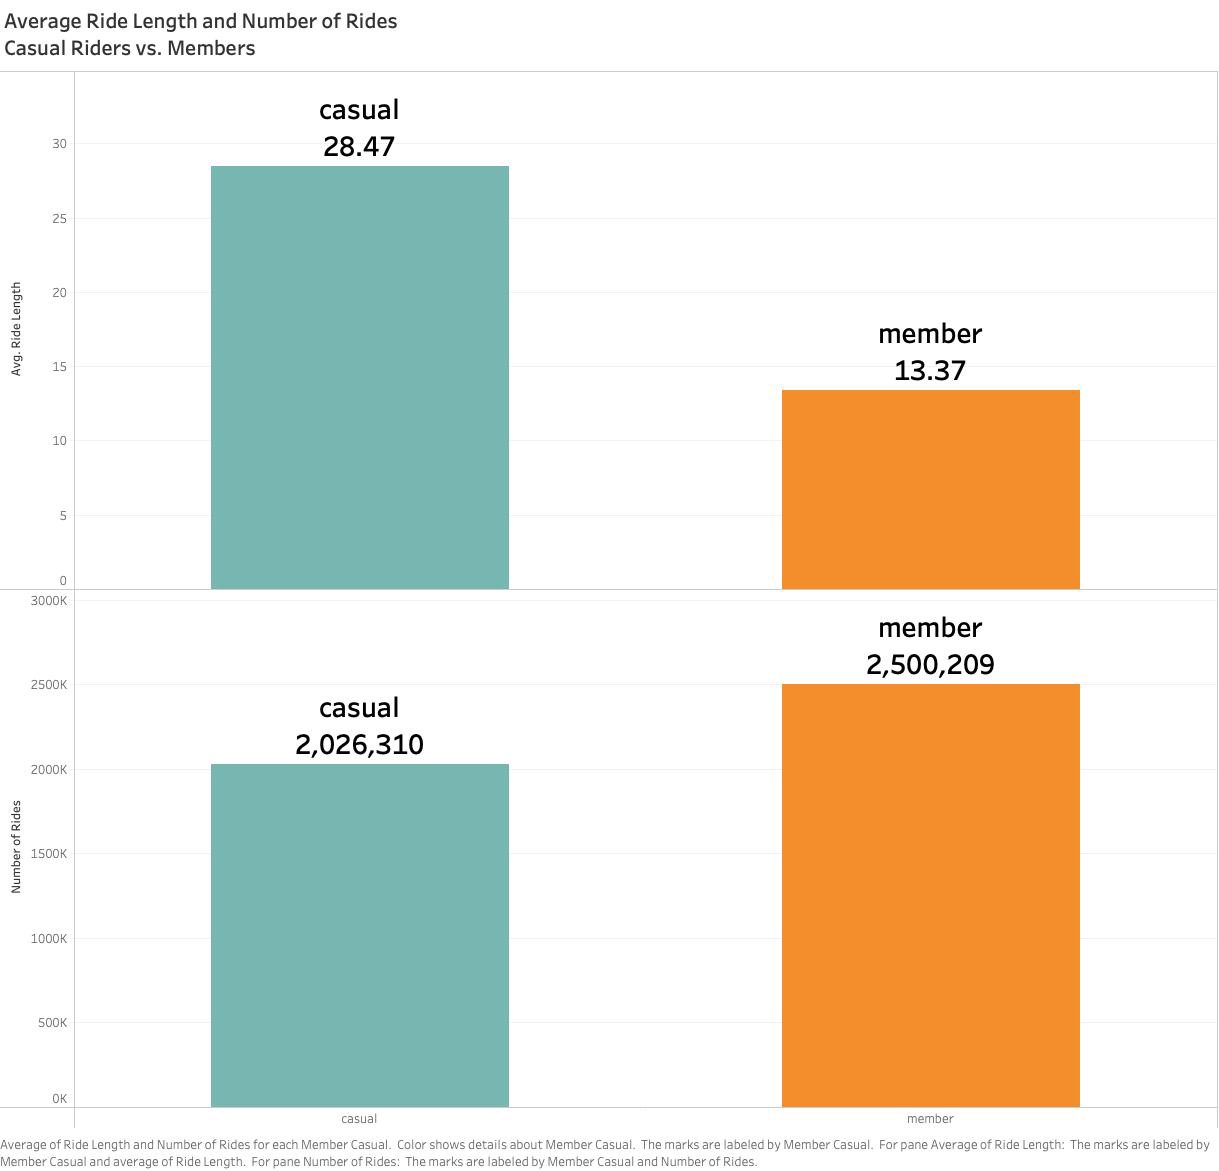 Average Ride Length and Number of Rides
Casual Riders vs. Members
casual
28.47
member
13.37
30
25
20
15
10
5
0
Avg. Ride Length
member
2,500,209
casual
2,026,310
3000K
2500K
2000K
1500K
1000K
500K
0K
Number of Rides
casual
member
Average of Ride Length and Number of Rides for each Member Casual.  Color shows details about Member Casual.  The marks are labeled by Member Casual.  For pane Average of Ride Length:  The marks are labeled by
Member Casual and average of Ride Length.  For pane Number of Rides:  The marks are labeled by Member Casual and Number of Rides.